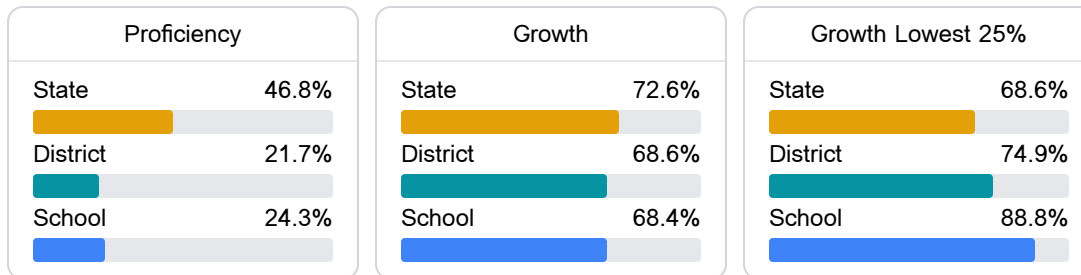 Proficiency
State 46.8%
District 21.7%
School 24.3%
Growth
State 72.6%
District 68.6%
School 68.4%
Growth Lowest 25%
State 68.6%
District 74.9%
School 88.8%